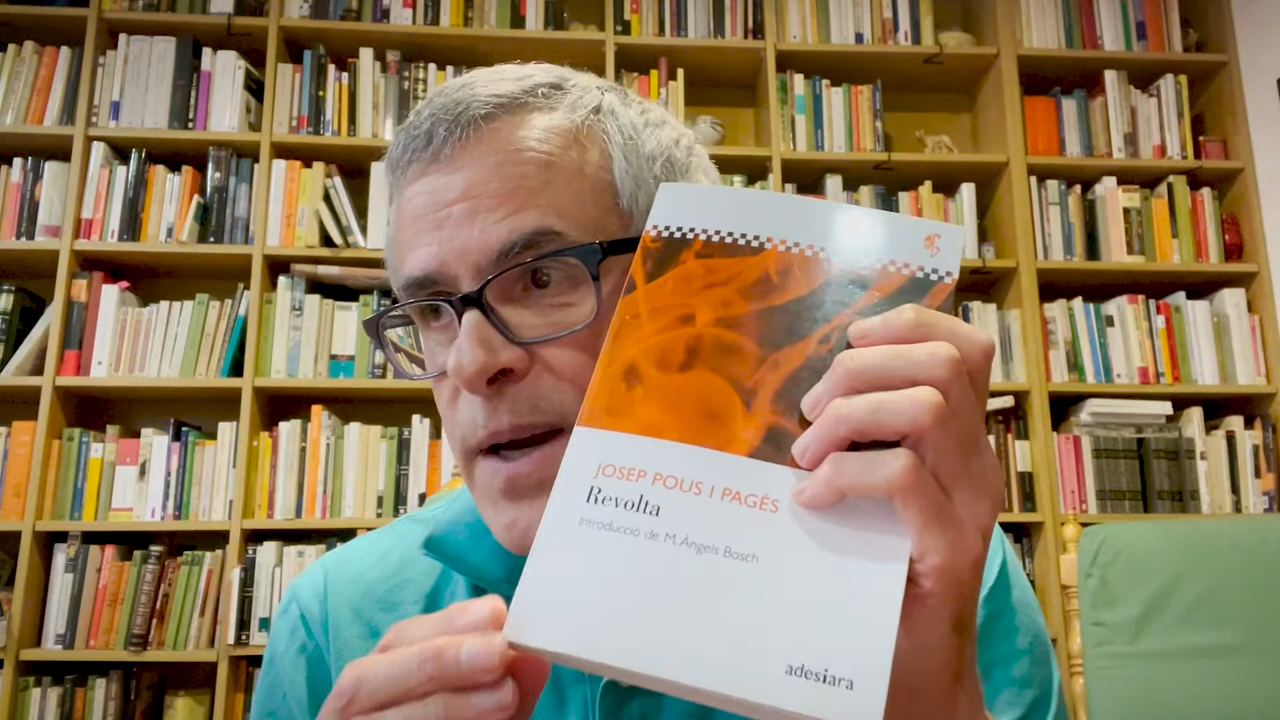 JOSEP POUS I PAGÈS
Revolta
Introducció de M. Àngels Bosch
adesiara